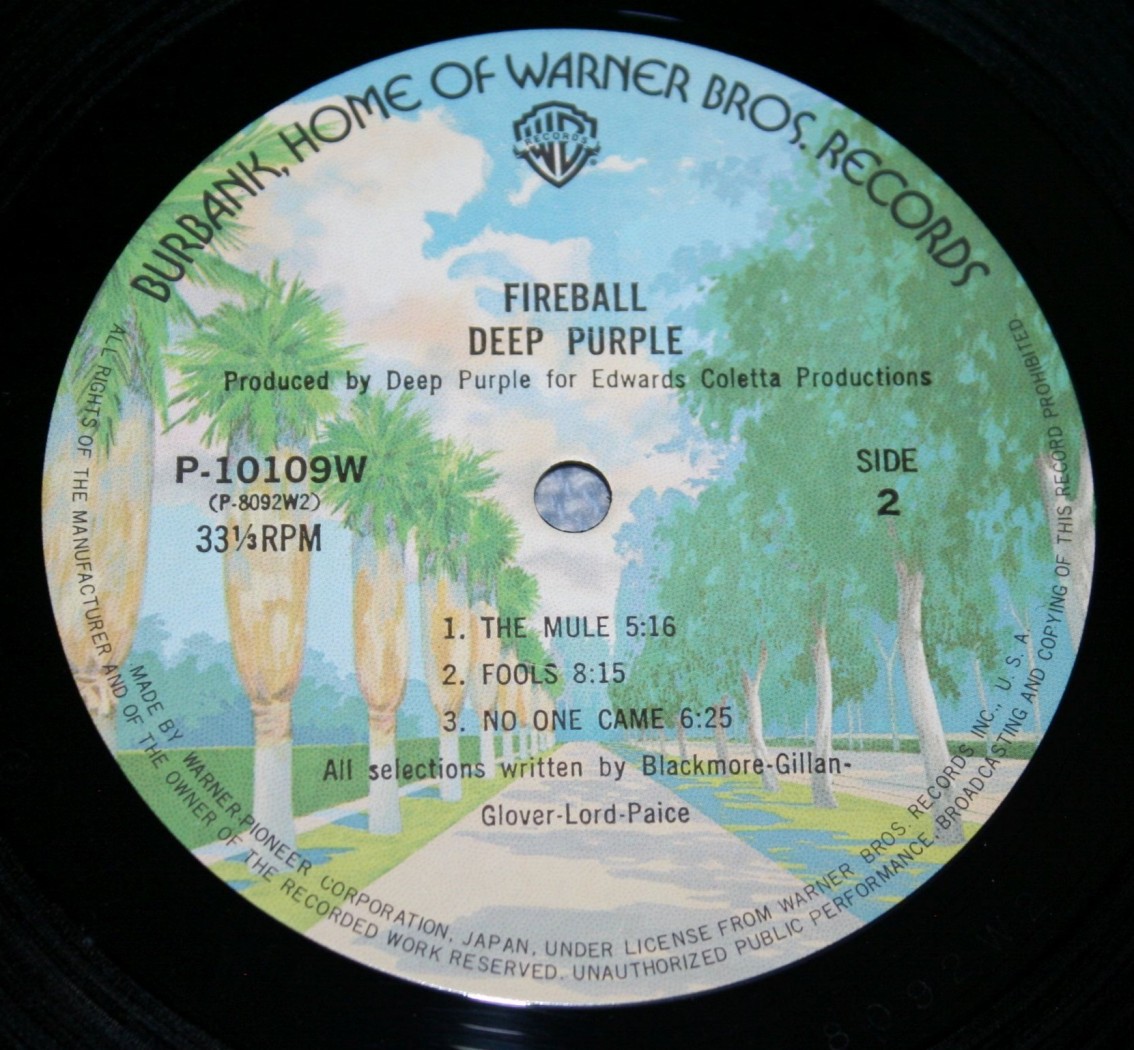 BURBANK, HOME OF WARNER BROS. RECORDS
RECORDS
FIREBALL
DEEP PURPLE
Produced by Deep Purple for Edwards Coletta Productions
P-10109W
(P-8092W2)
33⅓RPM
SIDE
2
1. THE MULE 5:16
2. FOOLS 8:15
3. NO ONE CAME 6:25
All selections written by Blackmore-Gillan-
Glover-Lord-Paice
MADE BY WARNER-PIONEER CORPORATION, JAPAN, UNDER LICENSE FROM WARNER BROS. RECORDS INC., U. S. A.
ALL RIGHTS OF THE MANUFACTURER AND OF THE OWNER OF THE RECORDED WORK RESERVED. UNAUTHORIZED PUBLIC PERFORMANCE, BROADCASTING AND COPYING OF THIS RECORD PROHIBITED